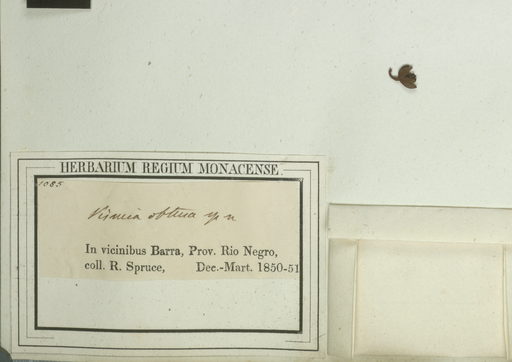 HERBARIUM REGIUM MONACENSE.
1085
Vismia obtusa sp n
In vicinibus Barra, Prov. Rio Negro,
coll. R. Spruce, Dec.-Mart. 1850-51